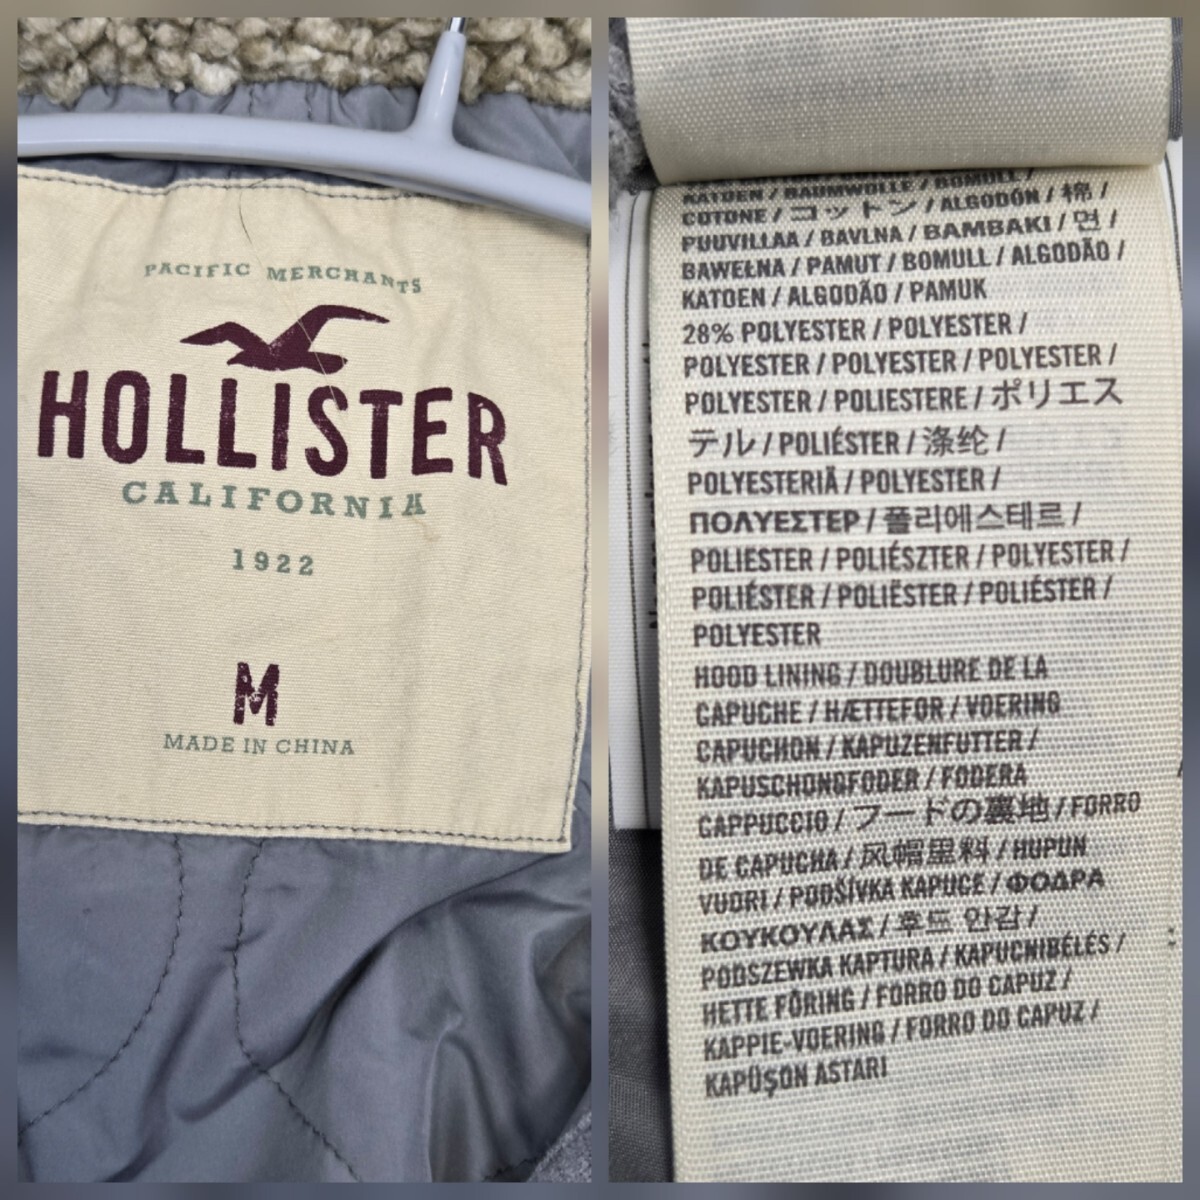 PACIFIC MERCHANTS
HOLLISTER
CALIFORNIA
1922
M
MADE IN CHINA
KATOEN / BAUMWOLLE / BOMULL /
COTONE / コットン / ALGODÓN / 棉 /
PUUVILLAA / BAVLNA / BAMBAKI / 면 /
BAWEŁNA / PAMUT / BOMULL / ALGODÃO /
KATOEN / ALGODÃO / PAMUK
28% POLYESTER / POLYESTER /
POLYESTER / POLYESTER / POLYESTER /
POLYESTER / POLIESTERE / ポリエス
テル / POLIÉSTER / 涤纶 /
POLYESTERIÄ / POLYESTER /
ΠΟΛΥΕΣΤΕΡ / 폴리에스테르 /
POLIESTER / POLIÉSZTER / POLYESTER /
POLIÉSTER / POLIËSTER / POLIÉSTER /
POLYESTER
HOOD LINING / DOUBLURE DE LA
CAPUCHE / HÆTTEFOR / VOERING
CAPUCHON / KAPUZENFUTTER /
KAPUSCHONGFODER / FODERA
CAPPUCCIO / フードの裏地 / FORRO
DE CAPUCHA / 风帽里料 / HUPUN
VUORI / PODŠÍVKA KAPUCE / ΦΟΔΡΑ
ΚΟΥΚΟΥΛΑΣ / 후드 안감 /
PODSZEWKA KAPTURA / KAPUCNIBÉLÉS /
HETTE FÔRING / FORRO DO CAPUZ /
KAPPIE-VOERING / FORRO DO CAPUZ /
KAPÜŞON ASTARI